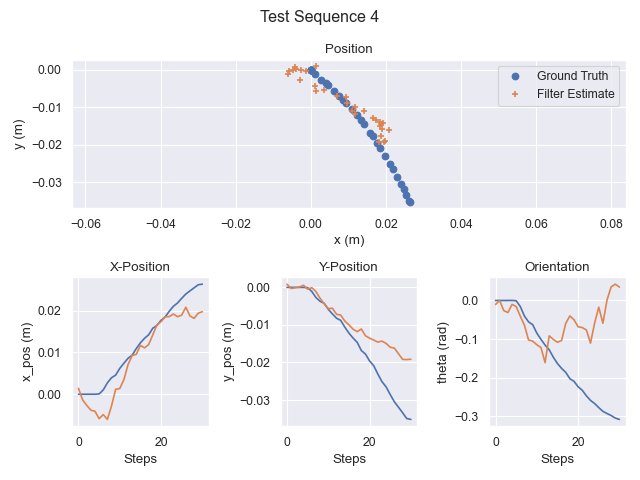 Test Sequence 4
Position
y (m)
0.00
−0.01
−0.02
−0.03
Ground Truth
Filter Estimate
−0.06 −0.04 −0.02 0.00 0.02 0.04 0.06 0.08
x (m)
X-Position
x_pos (m)
0.02
0.01
0.00
0 20
Steps
Y-Position
y_pos (m)
0.00
−0.01
−0.02
−0.03
0 20
Steps
Orientation
theta (rad)
0.0
−0.1
−0.2
−0.3
0 20
Steps